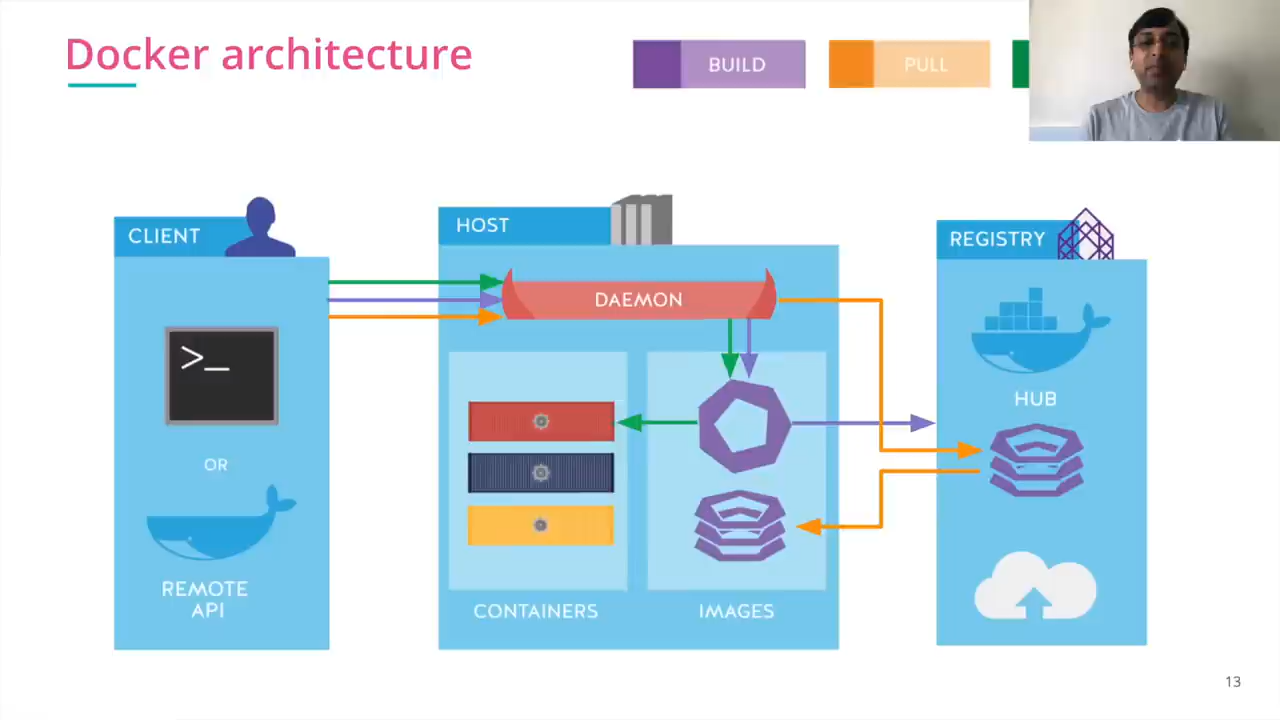 Docker architecture
BUILD
PULL
CLIENT
HOST
REGISTRY
DAEMON
>_
HUB
OR
REMOTE
API
CONTAINERS
IMAGES
13